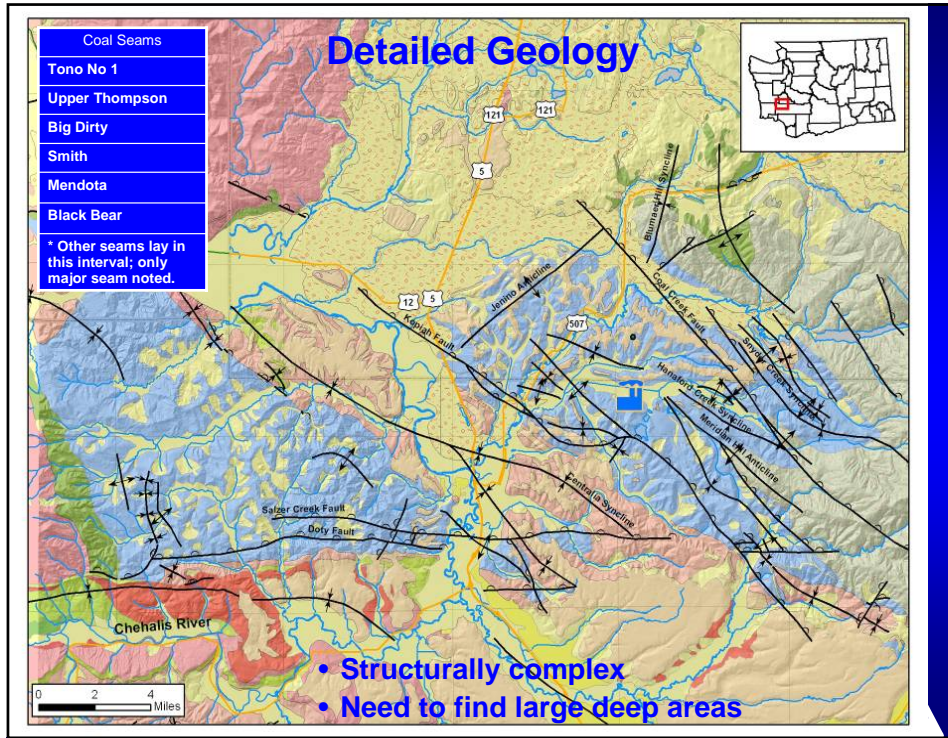 Detailed Geology
Coal Seams
Tono No 1
Upper Thompson
Big Dirty
Smith
Mendota
Black Bear
* Other seams lay in
this interval; only
major seam noted.
121
121
5
12
5
507
Blumaer Hill Syncline
Jenino Anticline
Coal Creek Fault
Kopiah Fault
Snyder Creek Syncline
Hanaford Creek Syncline
Meridian Hill Anticline
Centralia Syncline
Salzer Creek Fault
Doty Fault
Chehalis River
• Structurally complex
• Need to find large deep areas
0 2 4
Miles